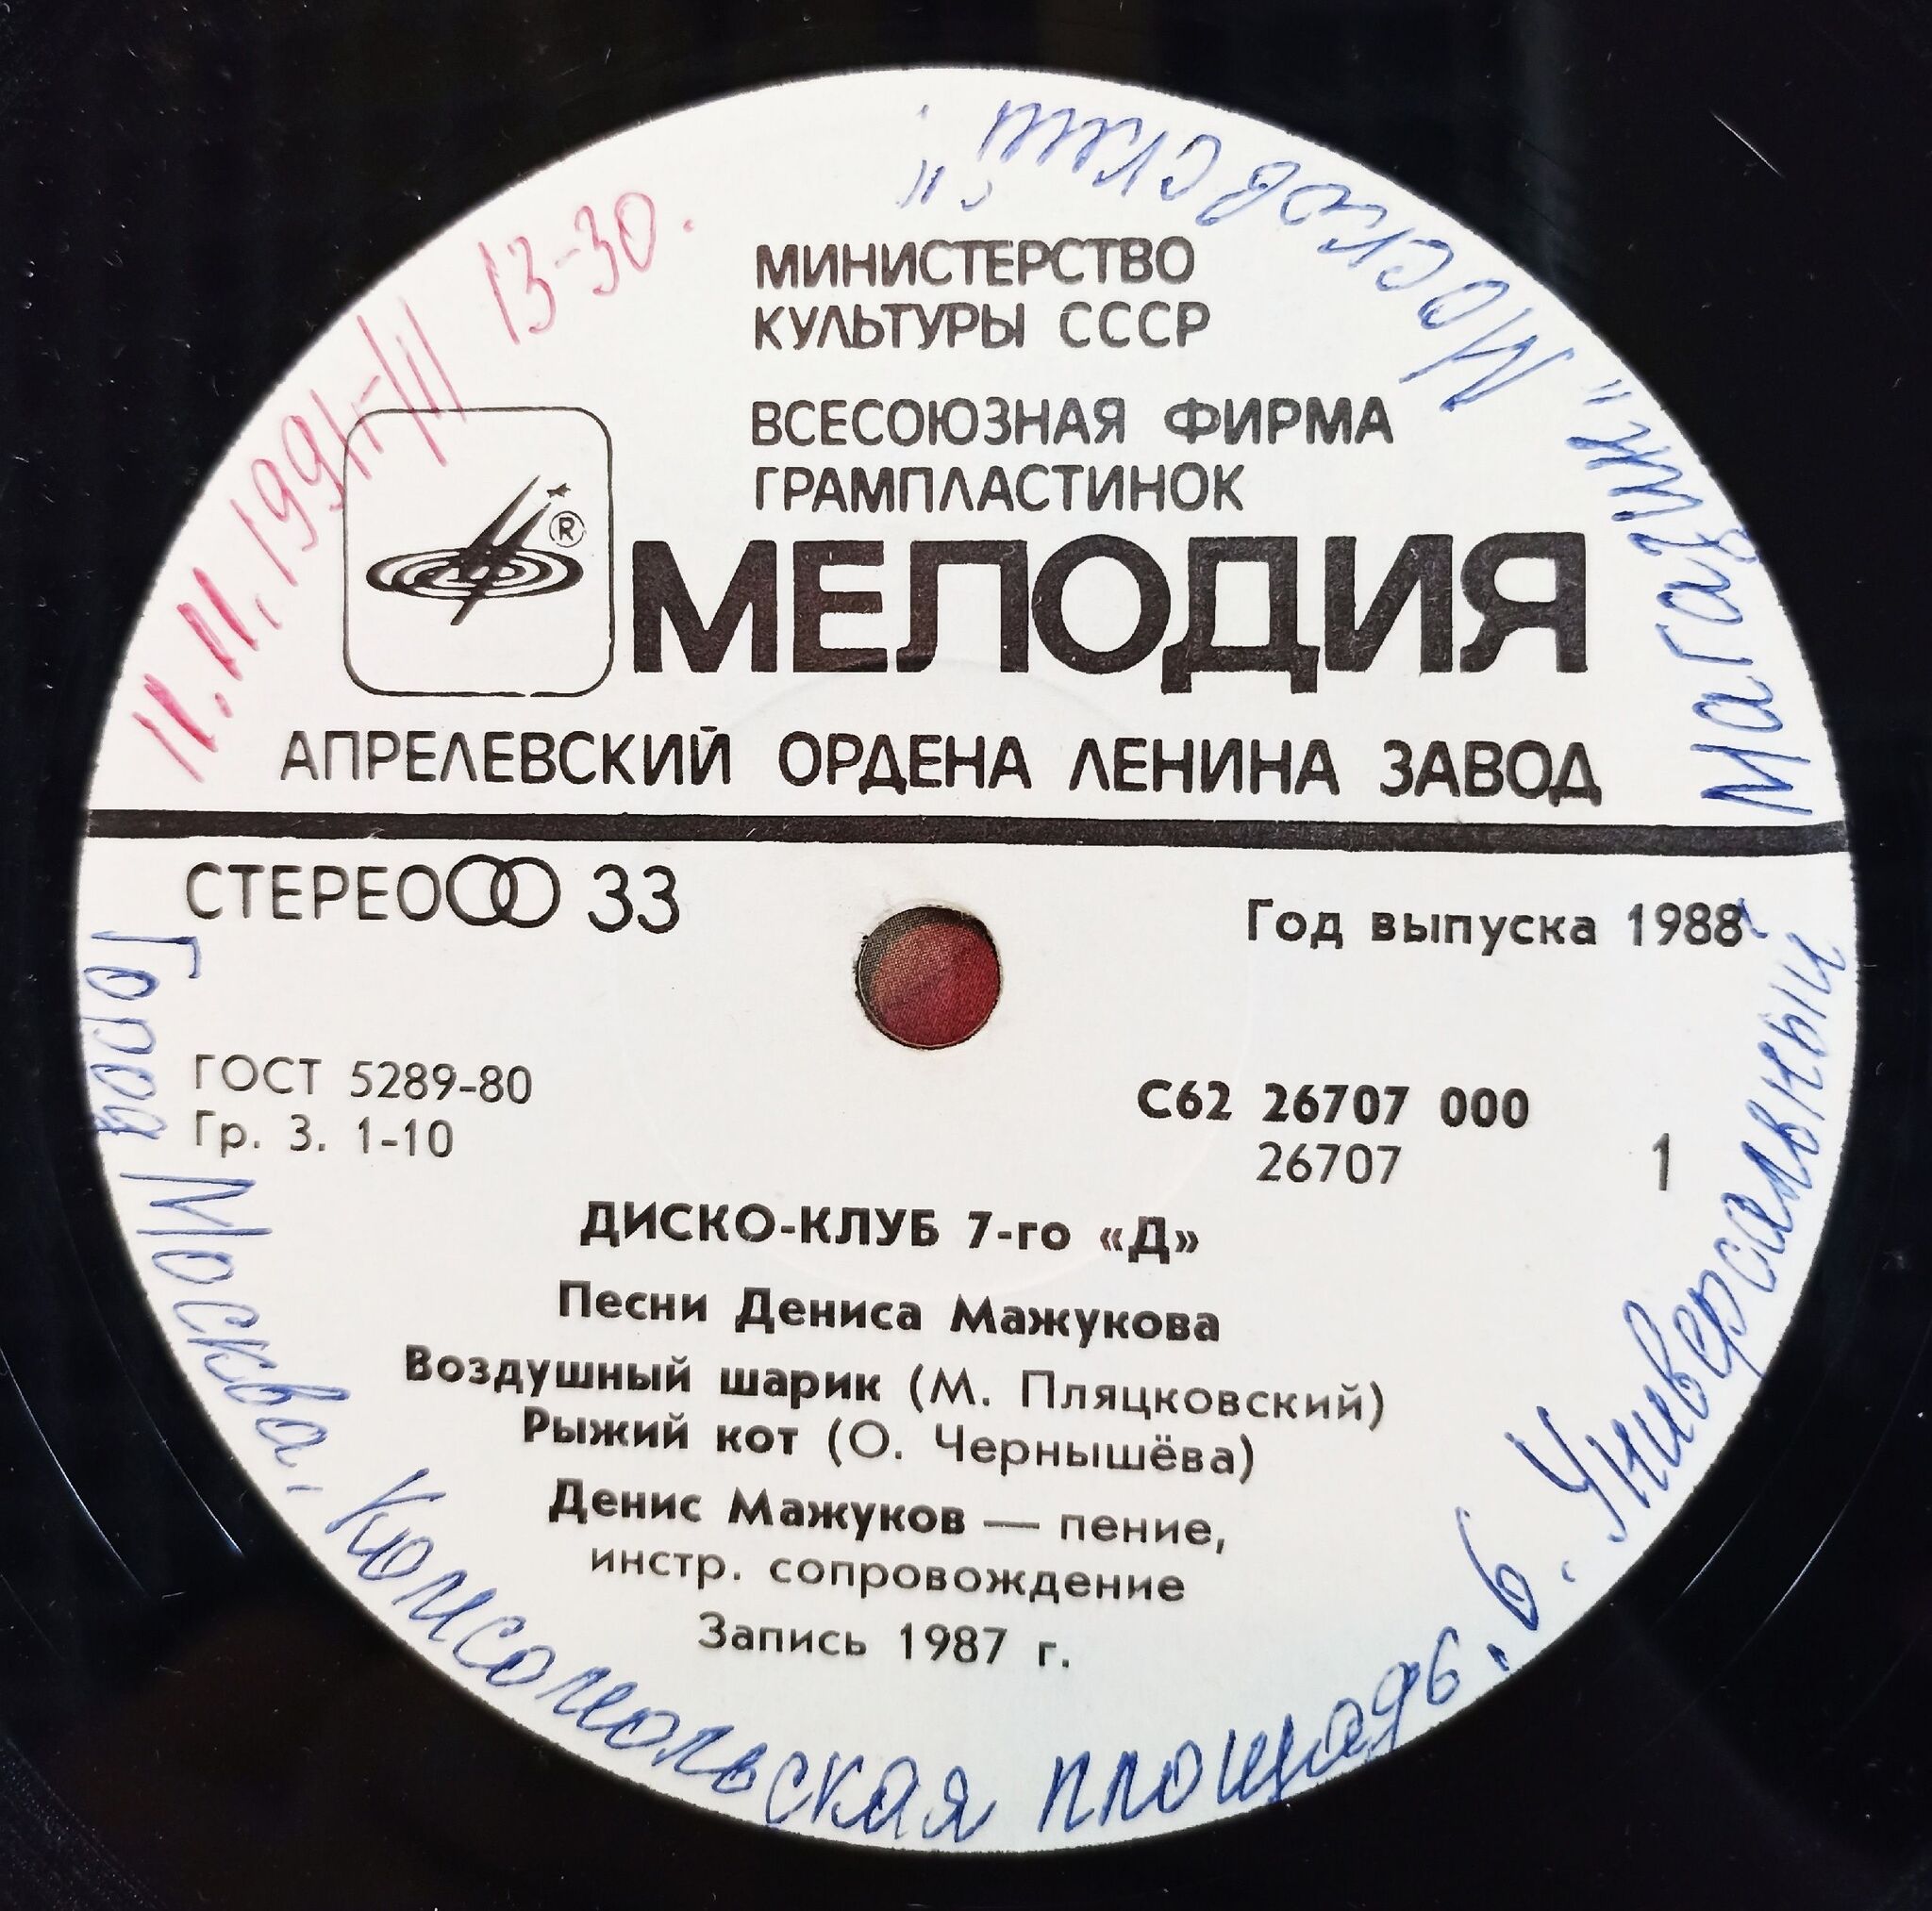 МИНИСТЕРСТВО
КУЛЬТУРЫ СССР
ВСЕСОЮЗНАЯ ФИРМА
ГРАМПЛАСТИНОК
®
МЕЛОДИЯ
АПРЕЛЕВСКИЙ ОРДЕНА ЛЕНИНА ЗАВОД
СТЕРЕО 33
Год выпуска 1988
ГОСТ 5289-80
Гр. 3. 1-10
С62 26707 000
26707
1
ДИСКО-КЛУБ 7-го «Д»
Песни Дениса Мажукова
Воздушный шарик (М. Пляцковский)
Рыжий кот (О. Чернышёва)
Денис Мажуков — пение,
инстр. сопровождение
Запись 1987 г.
13-30.
Город Москва, Комсомольская площадь. 6. Универсальный
Магазин „Московский"